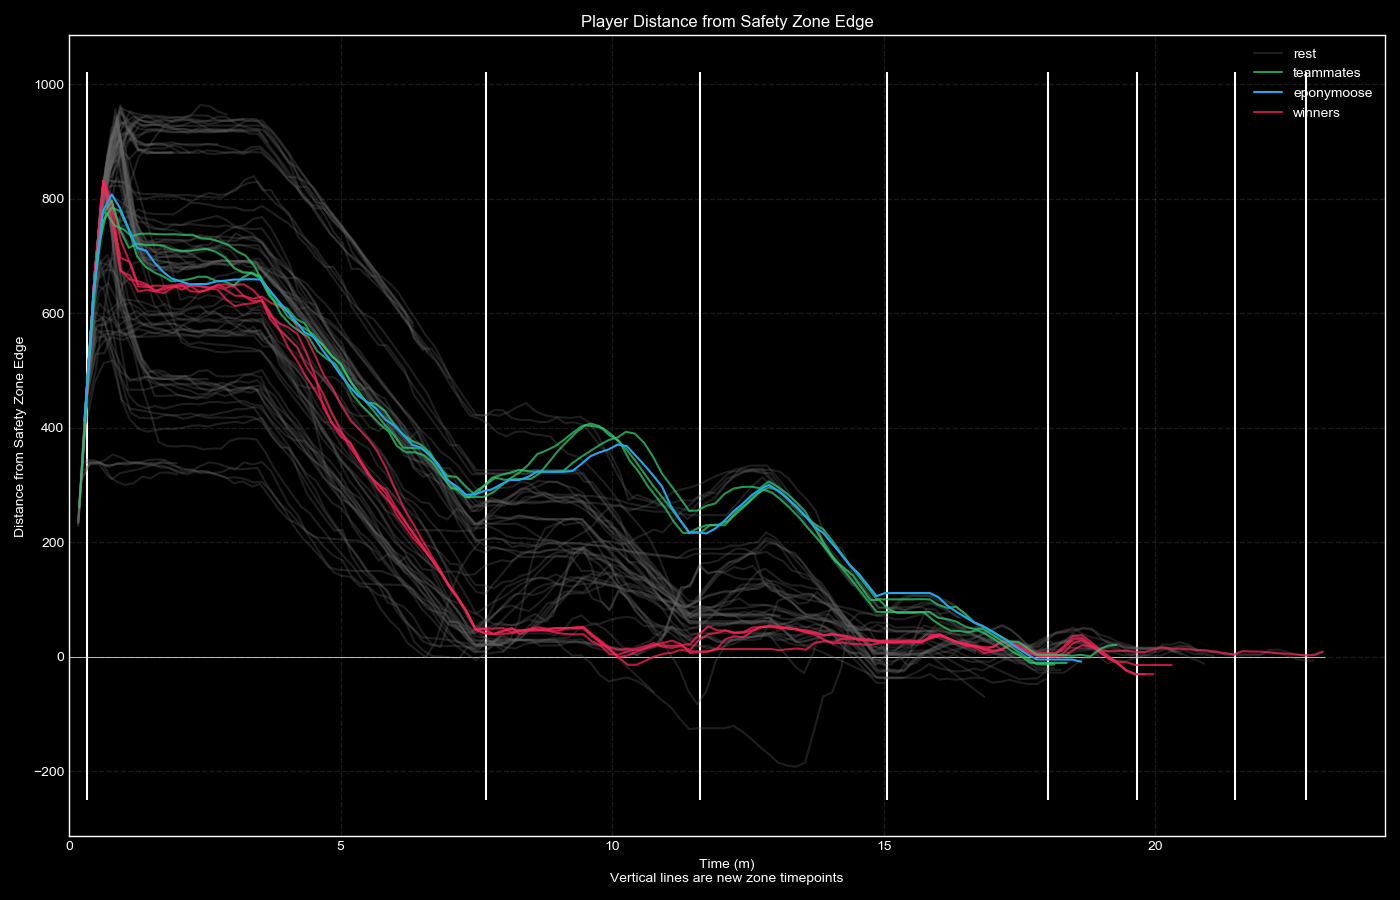 Player Distance from Safety Zone Edge
rest
teammates
eponymoose
winners
Distance from Safety Zone Edge
1000
800
600
400
200
0
−200
0 5 10 15 20
Time (m)
Vertical lines are new zone timepoints